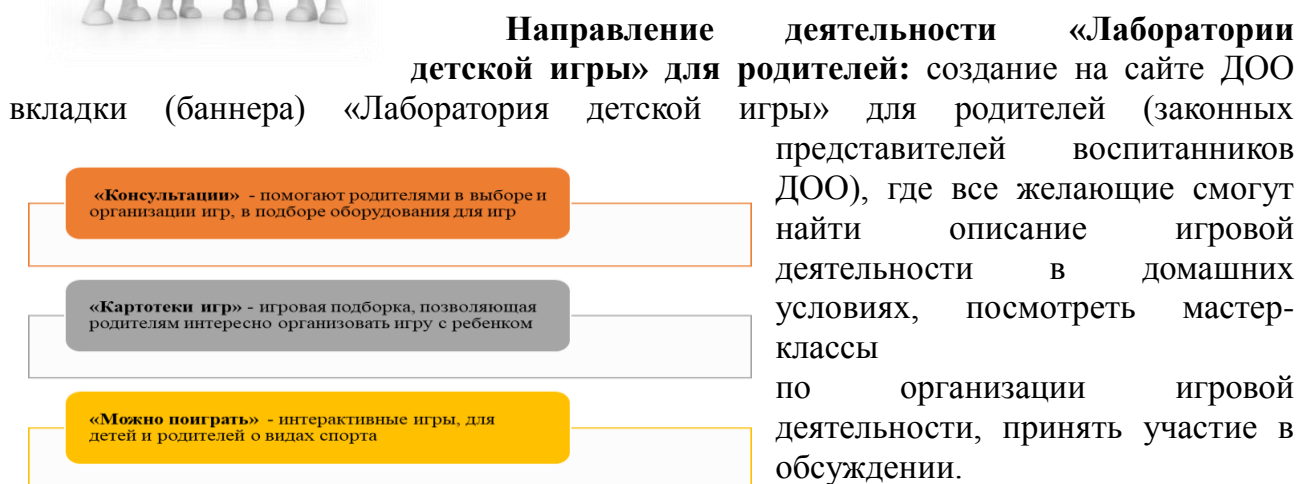 Направление деятельности «Лаборатории
детской игры» для родителей: создание на сайте ДОО
вкладки (баннера) «Лаборатория детской игры» для родителей (законных
представителей воспитанников
ДОО), где все желающие смогут
найти описание игровой
деятельности в домашних
условиях, посмотреть мастер-
классы
по организации игровой
деятельности, принять участие в
обсуждении.
«Консультации» - помогают родителями в выборе и
организации игр, в подборе оборудования для игр
«Картотеки игр» - игровая подборка, позволяющая
родителям интересно организовать игру с ребенком
«Можно поиграть» - интерактивные игры, для
детей и родителей о видах спорта